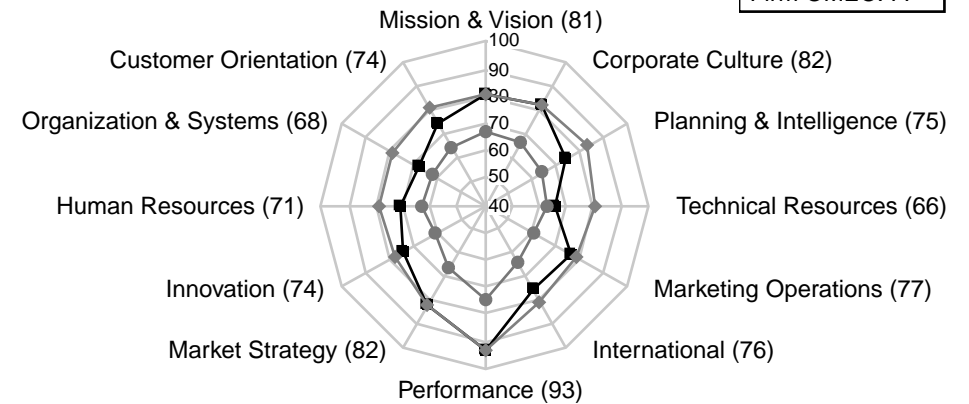 Mission & Vision (81)
Corporate Culture (82)
Planning & Intelligence (75)
Technical Resources (66)
Marketing Operations (77)
International (76)
Performance (93)
Market Strategy (82)
Innovation (74)
Human Resources (71)
Organization & Systems (68)
Customer Orientation (74)
100
90
80
70
60
50
40